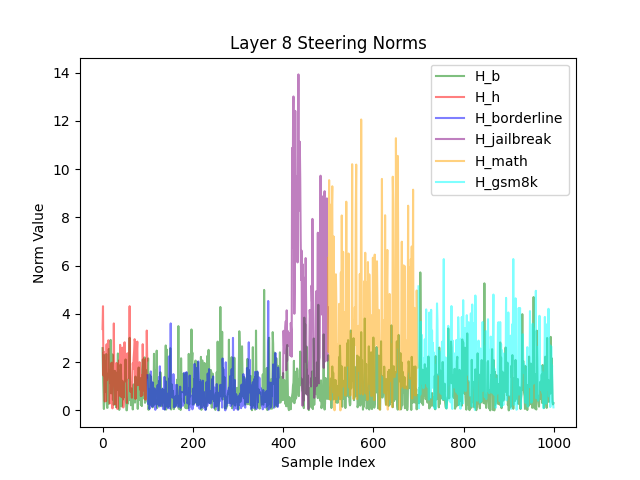 Layer 8 Steering Norms
H_b
H_h
H_borderline
H_jailbreak
H_math
H_gsm8k
Norm Value
14
12
10
8
6
4
2
0
0 200 400 600 800 1000
Sample Index